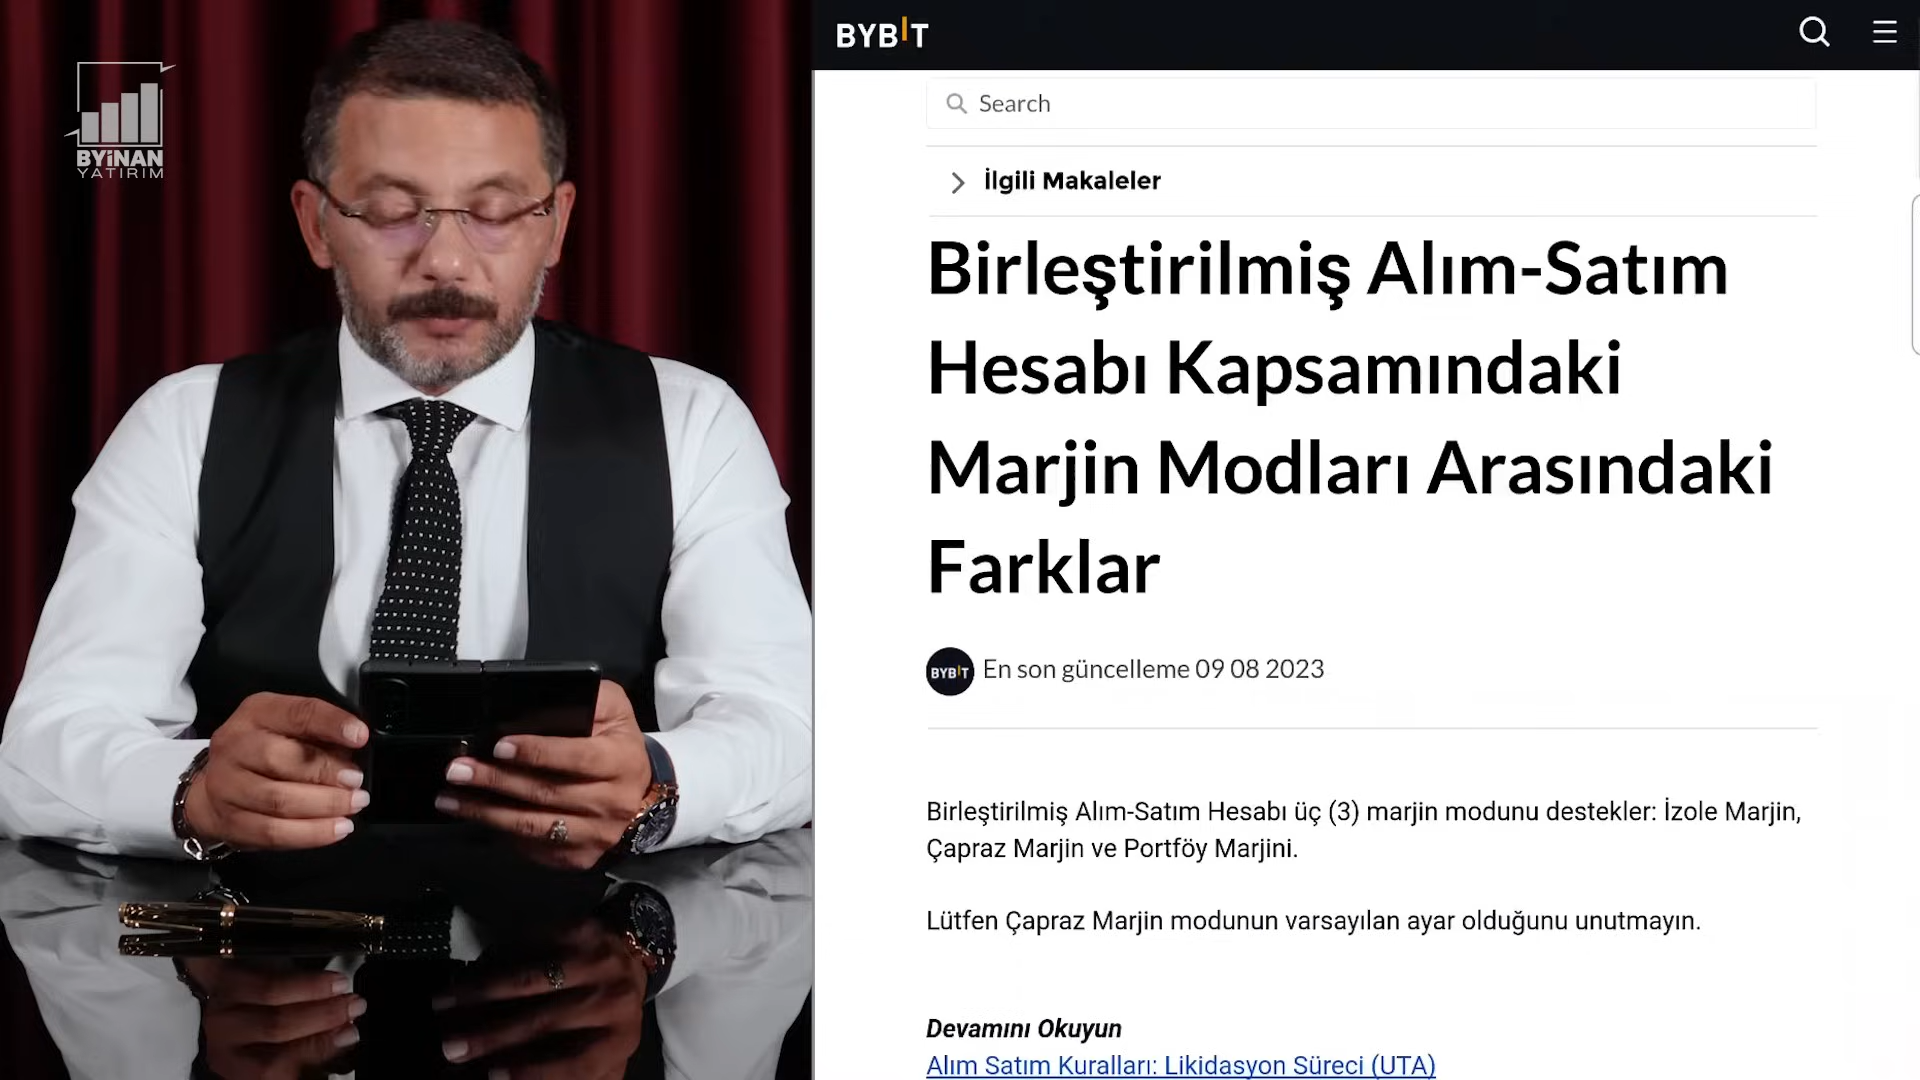 BYİNAN
YATIRIM
BYBIT
Search
İlgili Makaleler
Birleştirilmiş Alım-Satım
Hesabı Kapsamındaki
Marjin Modları Arasındaki
Farklar
BYBIT
En son güncelleme 09 08 2023
Birleştirilmiş Alım-Satım Hesabı üç (3) marjin modunu destekler: İzole Marjin,
Çapraz Marjin ve Portföy Marjini.
Lütfen Çapraz Marjin modunun varsayılan ayar olduğunu unutmayın.
Devamını Okuyun
Alım Satım Kuralları: Likidasyon Süreci (UTA)